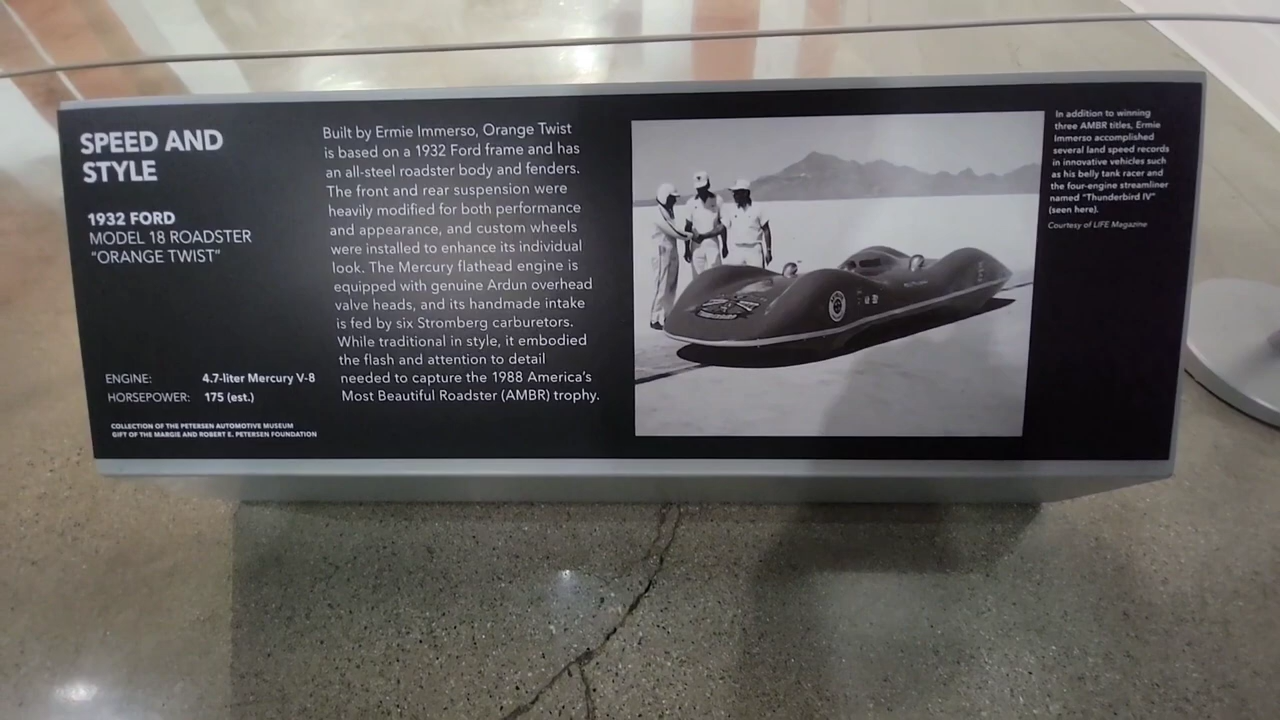 SPEED AND
STYLE
1932 FORD
MODEL 18 ROADSTER
"ORANGE TWIST"
ENGINE: 4.7-liter Mercury V-8
HORSEPOWER: 175 (est.)
COLLECTION OF THE PETERSEN AUTOMOTIVE MUSEUM
GIFT OF THE MARGIE AND ROBERT E. PETERSEN FOUNDATION
Built by Ermie Immerso, Orange Twist
is based on a 1932 Ford frame and has
an all-steel roadster body and fenders.
The front and rear suspension were
heavily modified for both performance
and appearance, and custom wheels
were installed to enhance its individual
look. The Mercury flathead engine is
equipped with genuine Ardun overhead
valve heads, and its handmade intake
is fed by six Stromberg carburetors.
While traditional in style, it embodied
the flash and attention to detail
needed to capture the 1988 America's
Most Beautiful Roadster (AMBR) trophy.
In addition to winning
three AMBR titles, Ermie
Immerso accomplished
several land speed records
in innovative vehicles such
as his belly tank racer and
the four-engine streamliner
named "Thunderbird IV"
(seen here).
Courtesy of LIFE Magazine